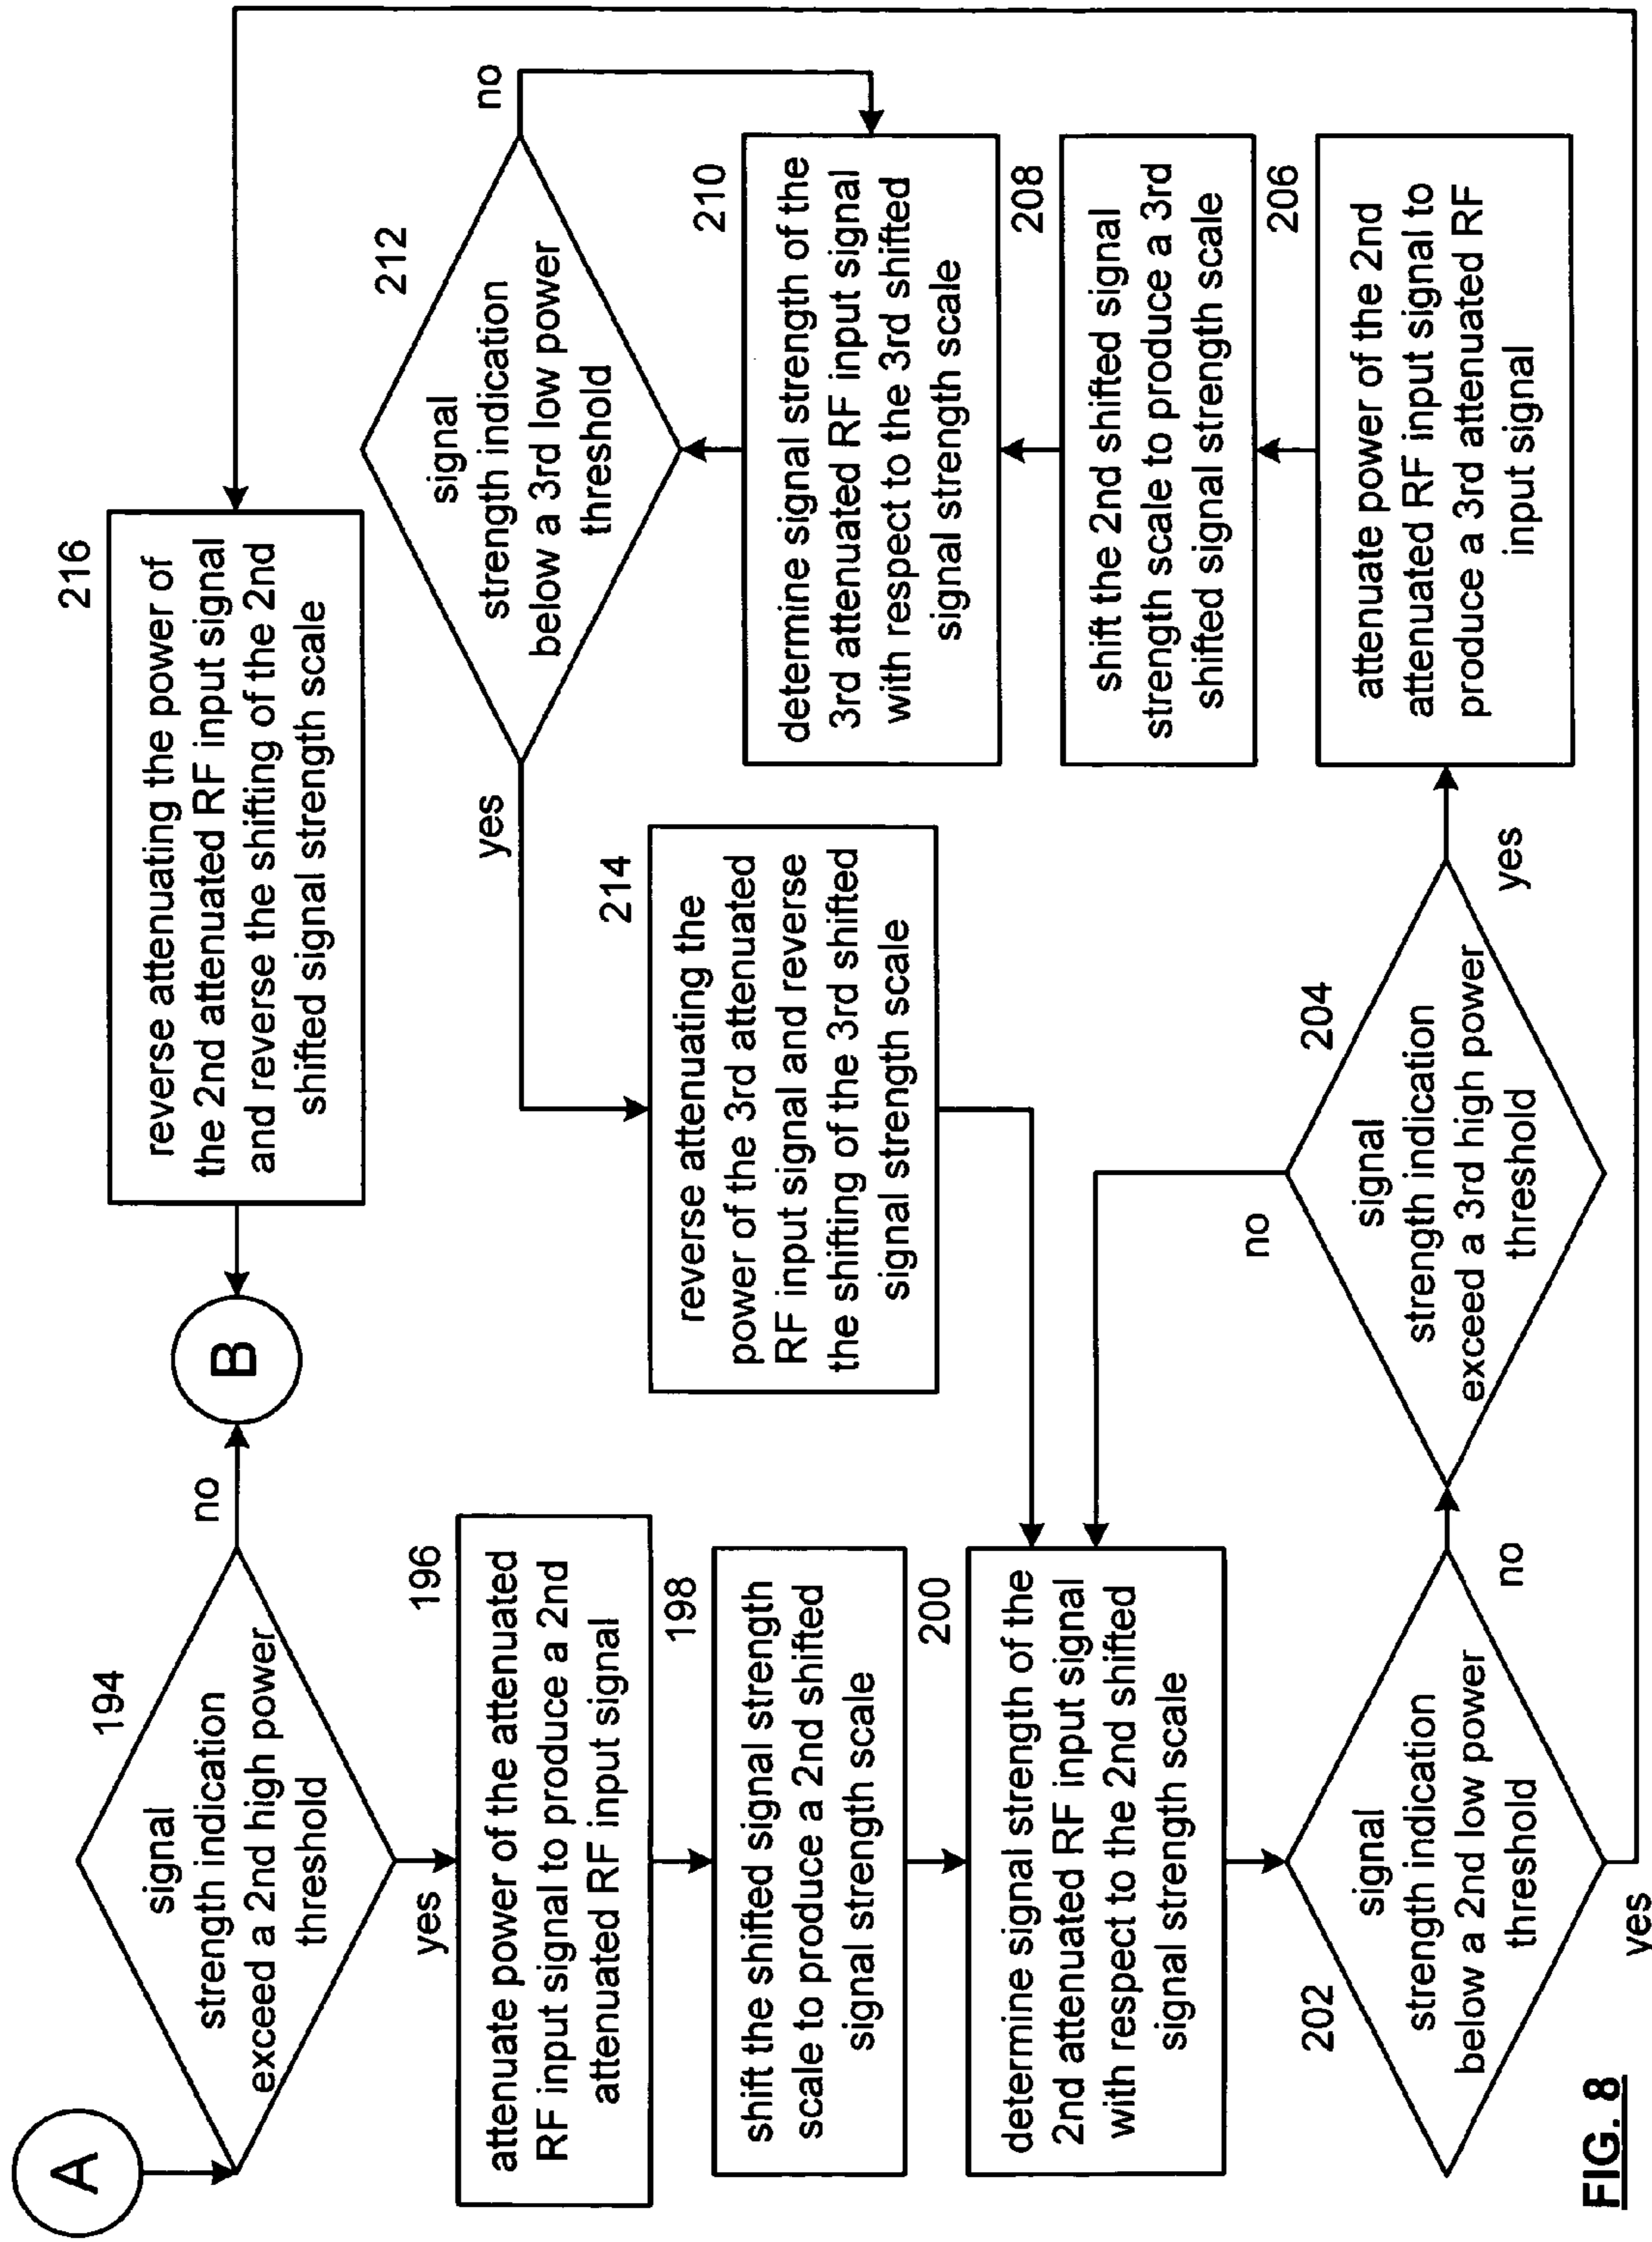 A
194
signal
strength indication
exceed a 2nd high power
threshold
no
B
yes
196
attenuate power of the attenuated
RF input signal to produce a 2nd
attenuated RF input signal
198
shift the shifted signal strength
scale to produce a 2nd shifted
signal strength scale
200
determine signal strength of the
2nd attenuated RF input signal
with respect to the 2nd shifted
signal strength scale
202
signal
strength indication
below a 2nd low power
threshold
yes
no
204
signal
strength indication
exceed a 3rd high power
threshold
no
yes
206
attenuate power of the 2nd
attenuated RF input signal to
produce a 3rd attenuated RF
input signal
208
shift the 2nd shifted signal
strength scale to produce a 3rd
shifted signal strength scale
210
determine signal strength of the
3rd attenuated RF input signal
with respect to the 3rd shifted
signal strength scale
212
signal
strength indication
below a 3rd low power
threshold
no
yes
214
reverse attenuating the
power of the 3rd attenuated
RF input signal and reverse
the shifting of the 3rd shifted
signal strength scale
216
reverse attenuating the power of
the 2nd attenuated RF input signal
and reverse the shifting of the 2nd
shifted signal strength scale
FIG. 8